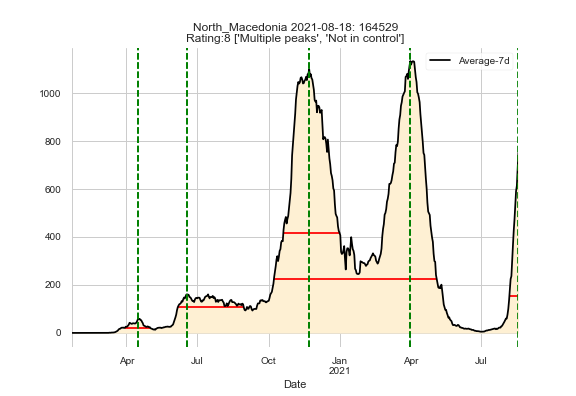 North_Macedonia 2021-08-18: 164529
Rating:8 ['Multiple peaks', 'Not in control']
Average-7d
1000
800
600
400
200
0
Apr Jul Oct Jan Apr Jul
2021
Date